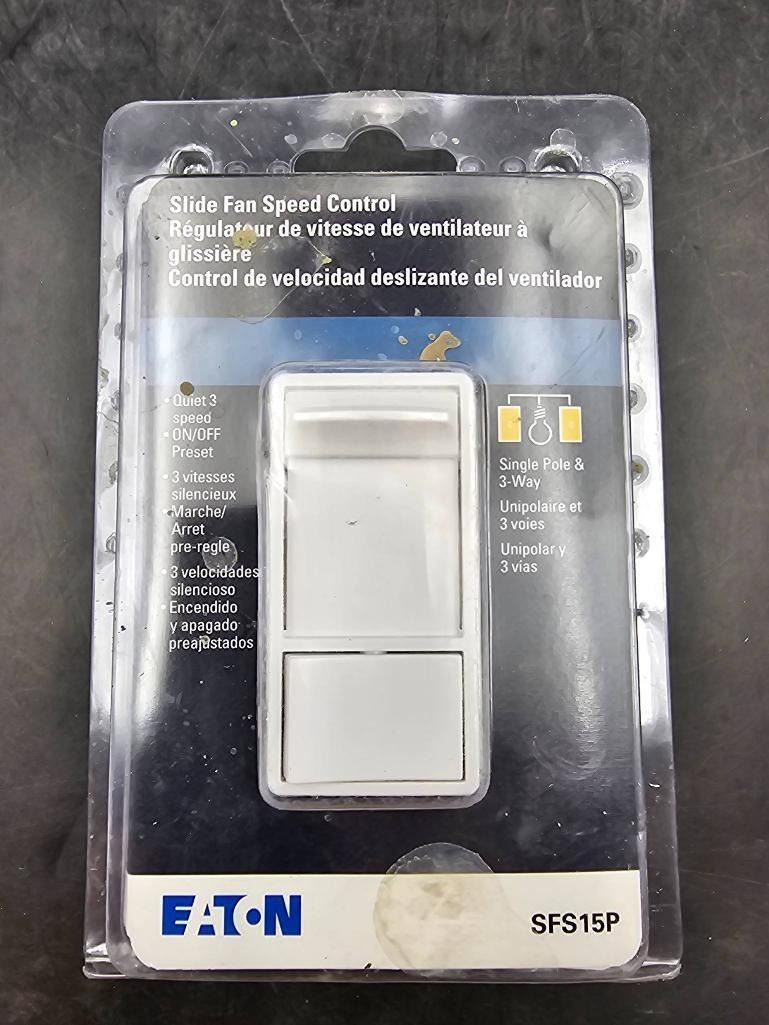 Slide Fan Speed Control
Régulateur de vitesse de ventilateur à
glissière
Control de velocidad deslizante del ventilador
• Quiet 3
speed
• ON/OFF
Preset
• 3 vitesses
silencieux
• Marche/
Arret
pre-regle
• 3 velocidades
silencioso
• Encendido
y apagado
preajustados
Single Pole &
3-Way
Unipolaire et
3 voies
Unipolar y
3 vias
EATON
SFS15P